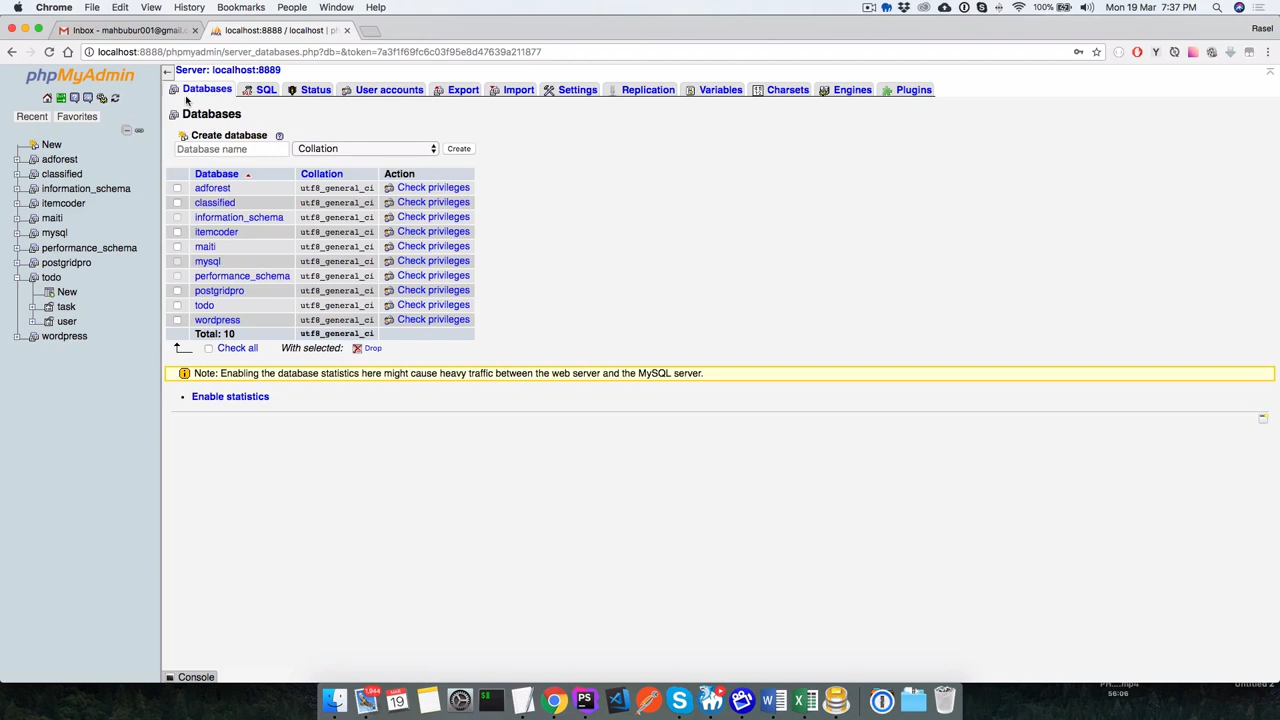 Chrome File Edit View History Bookmarks People Window Help 100% Mon 19 Mar 7:37 PM
Inbox - mahbubur001@gmail.c localhost:8888 / localhost | ph Rasel
localhost:8888/phpmyadmin/server_databases.php?db=&token=7a3f1f69fc6c03f95e8d47639a211877
phpMyAdmin
Recent Favorites
New
adforest
classified
information_schema
itemcoder
maiti
mysql
performance_schema
postgridpro
todo
New
task
user
wordpress
Server: localhost:8889
Databases SQL Status User accounts Export Import Settings Replication Variables Charsets Engines Plugins
Databases
Create database
Database name Collation Create
Database Collation Action
adforest utf8_general_ci Check privileges
classified utf8_general_ci Check privileges
information_schema utf8_general_ci Check privileges
itemcoder utf8_general_ci Check privileges
maiti utf8_general_ci Check privileges
mysql utf8_general_ci Check privileges
performance_schema utf8_general_ci Check privileges
postgridpro utf8_general_ci Check privileges
todo utf8_general_ci Check privileges
wordpress utf8_general_ci Check privileges
Total: 10 utf8_general_ci
Check all With selected: Drop
Note: Enabling the database statistics here might cause heavy traffic between the web server and the MySQL server.
Enable statistics
Console
56:06
1,944
MAR
19